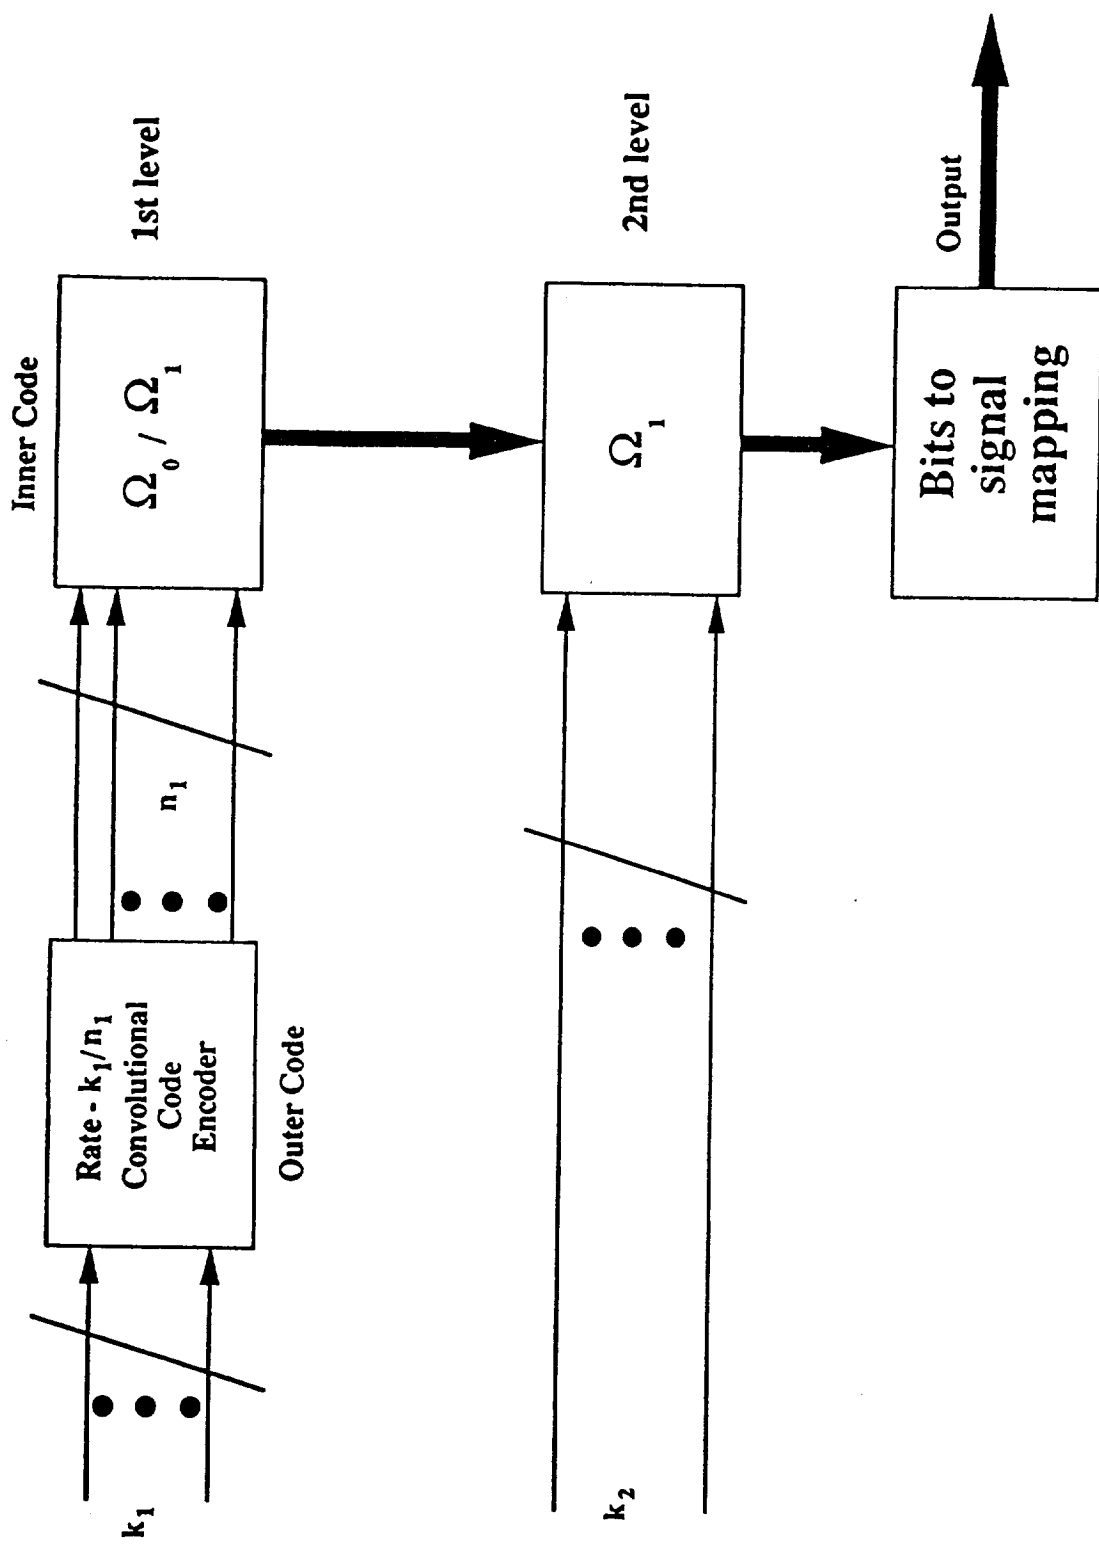 Inner Code
k₁
Rate - k₁/n₁
Convolutional
Code
Encoder
n₁
Ω₀ / Ω₁
1st level
Outer Code
k₂
Ω₁
2nd level
Bits to
signal
mapping
Output